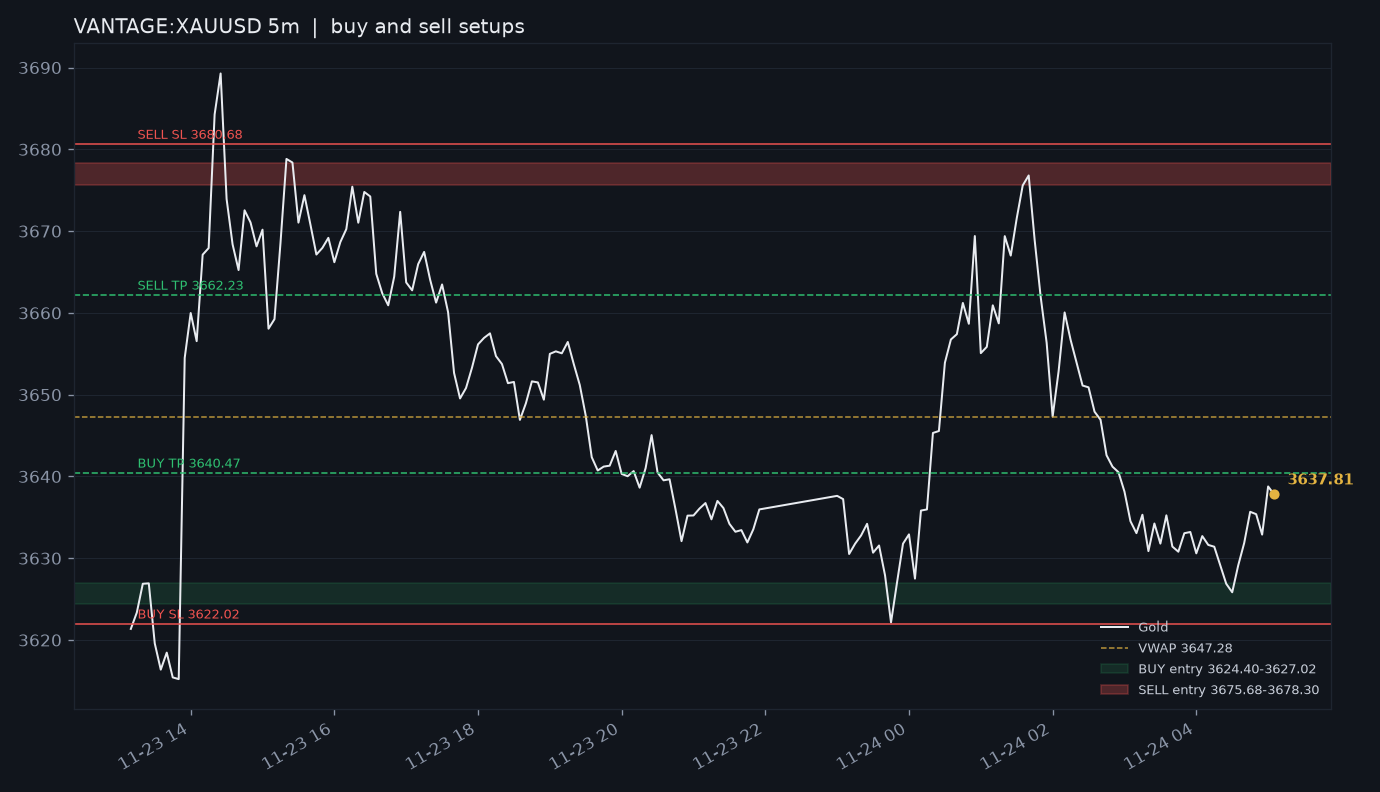 VANTAGE:XAUUSD 5m | buy and sell setups
3690
SELL SL 3680.68
3680
3670
SELL TP 3662.23
3660
3650
BUY TP 3640.47
3640
3637.81
3630
BUY SL 3622.02
3620
Gold
VWAP 3647.28
BUY entry 3624.40-3627.02
SELL entry 3675.68-3678.30
11-23 14
11-23 16
11-23 18
11-23 20
11-23 22
11-24 00
11-24 02
11-24 04